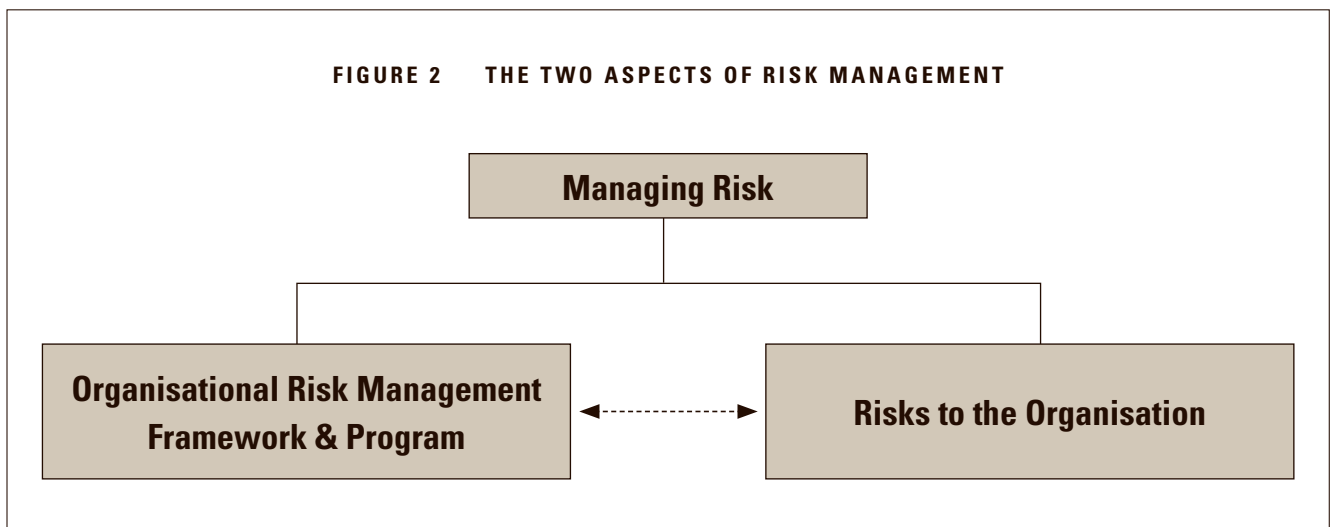 FIGURE 2 THE TWO ASPECTS OF RISK MANAGEMENT
Managing Risk
Organisational Risk Management
Framework & Program
Risks to the Organisation